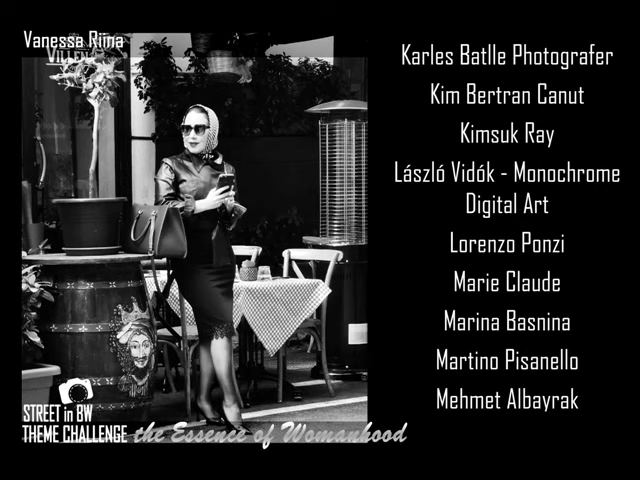 Vanessa Riina
VILLEN
Karles Batlle Photografer
Kim Bertran Canut
Kimsuk Ray
László Vidók - Monochrome
Digital Art
Lorenzo Ponzi
Marie Claude
Marina Basnina
Martino Pisanello
Mehmet Albayrak
STREET in BW
THEME CHALLENGE the Essence of Womanhood